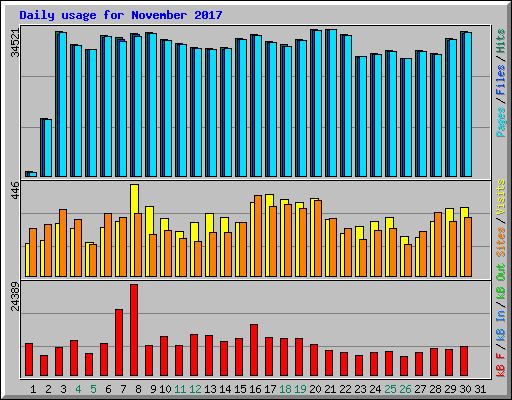 Daily usage for November 2017
34521
Pages / Files / Hits
446
Sites / Visits
24389
kB F / kB In / kB Out
1 2 3 4 5 6 7 8 9 10 11 12 13 14 15 16 17 18 19 20 21 22 23 24 25 26 27 28 29 30 31